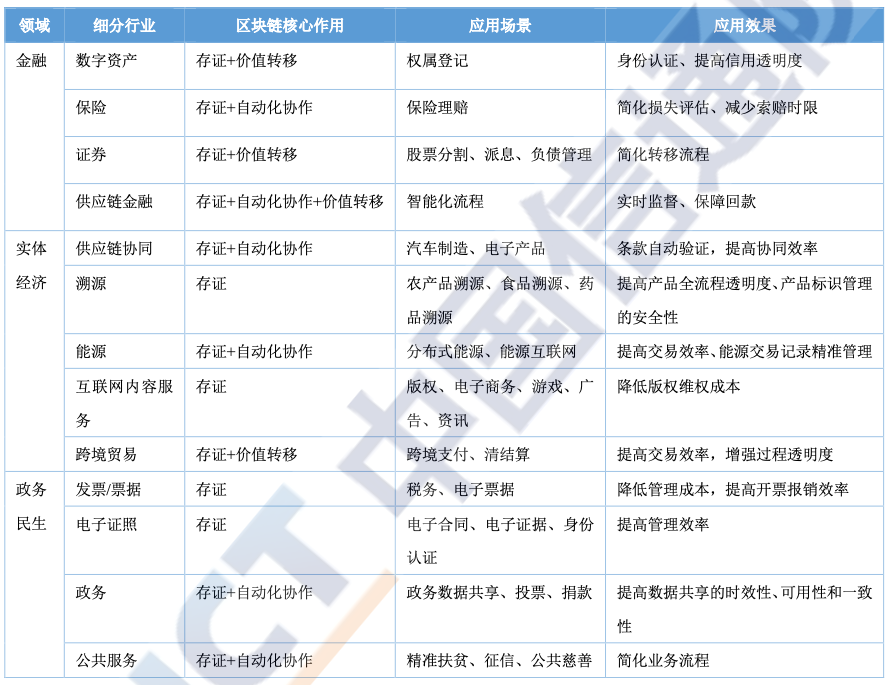 领域 细分行业 区块链核心作用 应用场景 应用效果
金融 数字资产 存证+价值转移 权属登记 身份认证、提高信用透明度
保险 存证+自动化协作 保险理赔 简化损失评估、减少索赔时限
证券 存证+价值转移 股票分割、派息、负债管理 简化转移流程
供应链金融 存证+自动化协作+价值转移 智能化流程 实时监督、保障回款
实体 供应链协同 存证+自动化协作 汽车制造、电子产品 条款自动验证，提高协同效率
经济 溯源 存证 农产品溯源、食品溯源、药 提高产品全流程透明度、产品标识管理
品溯源 的安全性
能源 存证+自动化协作 分布式能源、能源互联网 提高交易效率、能源交易记录精准管理
互联网内容服 存证 版权、电子商务、游戏、广 降低版权维权成本
务 告、资讯
跨境贸易 存证+价值转移 跨境支付、清结算 提高交易效率，增强过程透明度
政务 发票/票据 存证 税务、电子票据 降低管理成本，提高开票报销效率
民生 电子证照 存证 电子合同、电子证据、身份 提高管理效率
认证
政务 存证+自动化协作 政务数据共享、投票、捐款 提高数据共享的时效性、可用性和一致
性
公共服务 存证+自动化协作 精准扶贫、征信、公共慈善 简化业务流程
中国信通
ICT